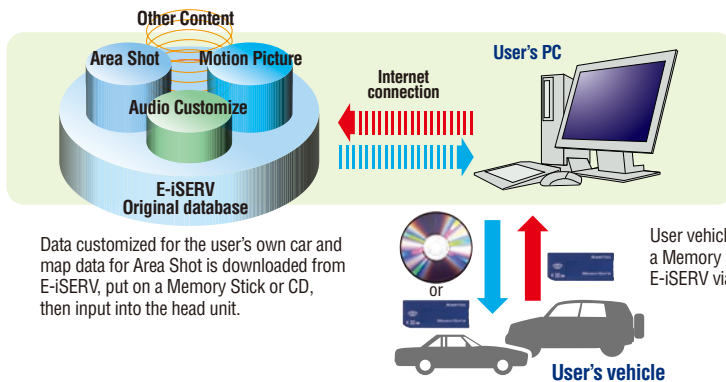 Other Content
Area Shot
Motion Picture
Audio Customize
E-iSERV
Original database
Internet
connection
User's PC
Data customized for the user's own car and
map data for Area Shot is downloaded from
E-iSERV, put on a Memory Stick or CD,
then input into the head unit.
or
User vehicl
a Memory
E-iSERV via
User's vehicle